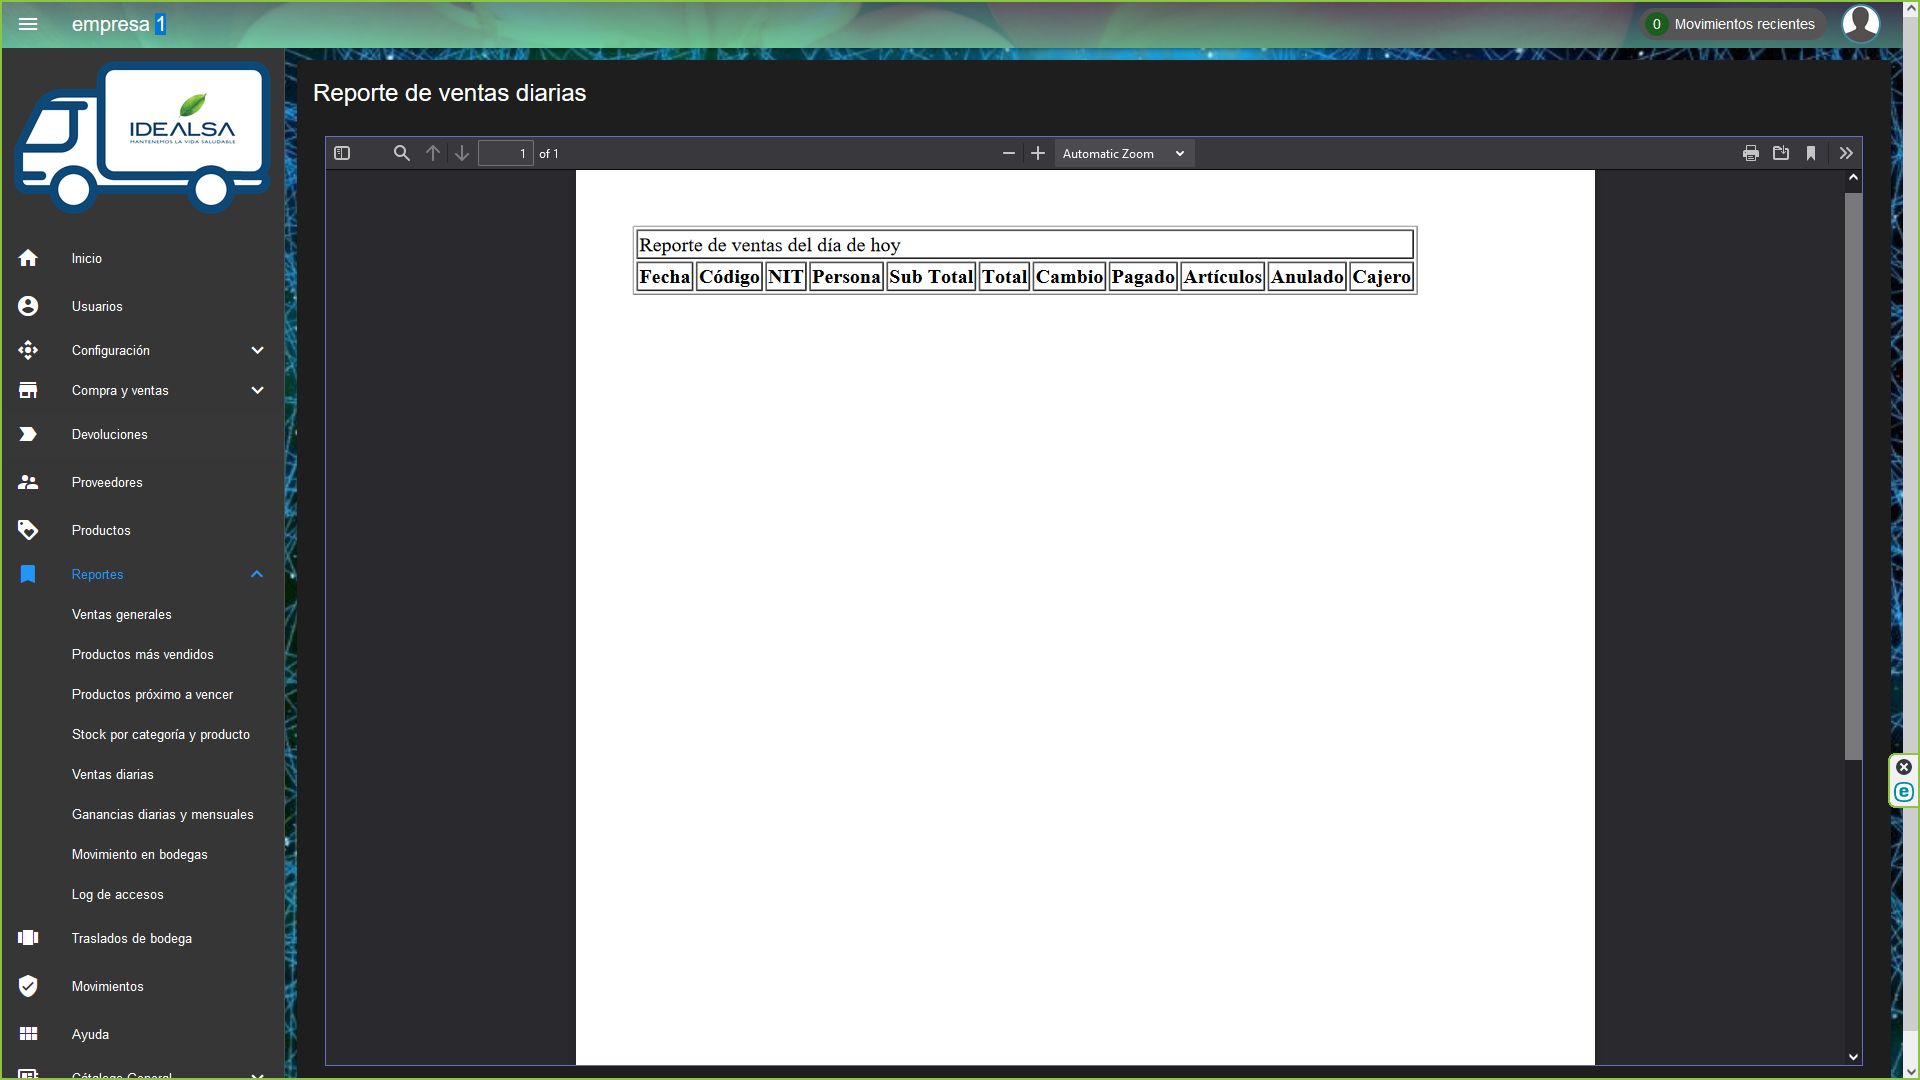 empresa 1
0 Movimientos recientes
IDEALSA
MANTENEMOS LA VIDA SALUDABLE
Inicio
Usuarios
Configuración
Compra y ventas
Devoluciones
Proveedores
Productos
Reportes
Ventas generales
Productos más vendidos
Productos próximo a vencer
Stock por categoría y producto
Ventas diarias
Ganancias diarias y mensuales
Movimiento en bodegas
Log de accesos
Traslados de bodega
Movimientos
Ayuda
Cátalogo General
Reporte de ventas diarias
1 of 1
Automatic Zoom
Reporte de ventas del día de hoy
Fecha Código NIT Persona Sub Total Total Cambio Pagado Artículos Anulado Cajero